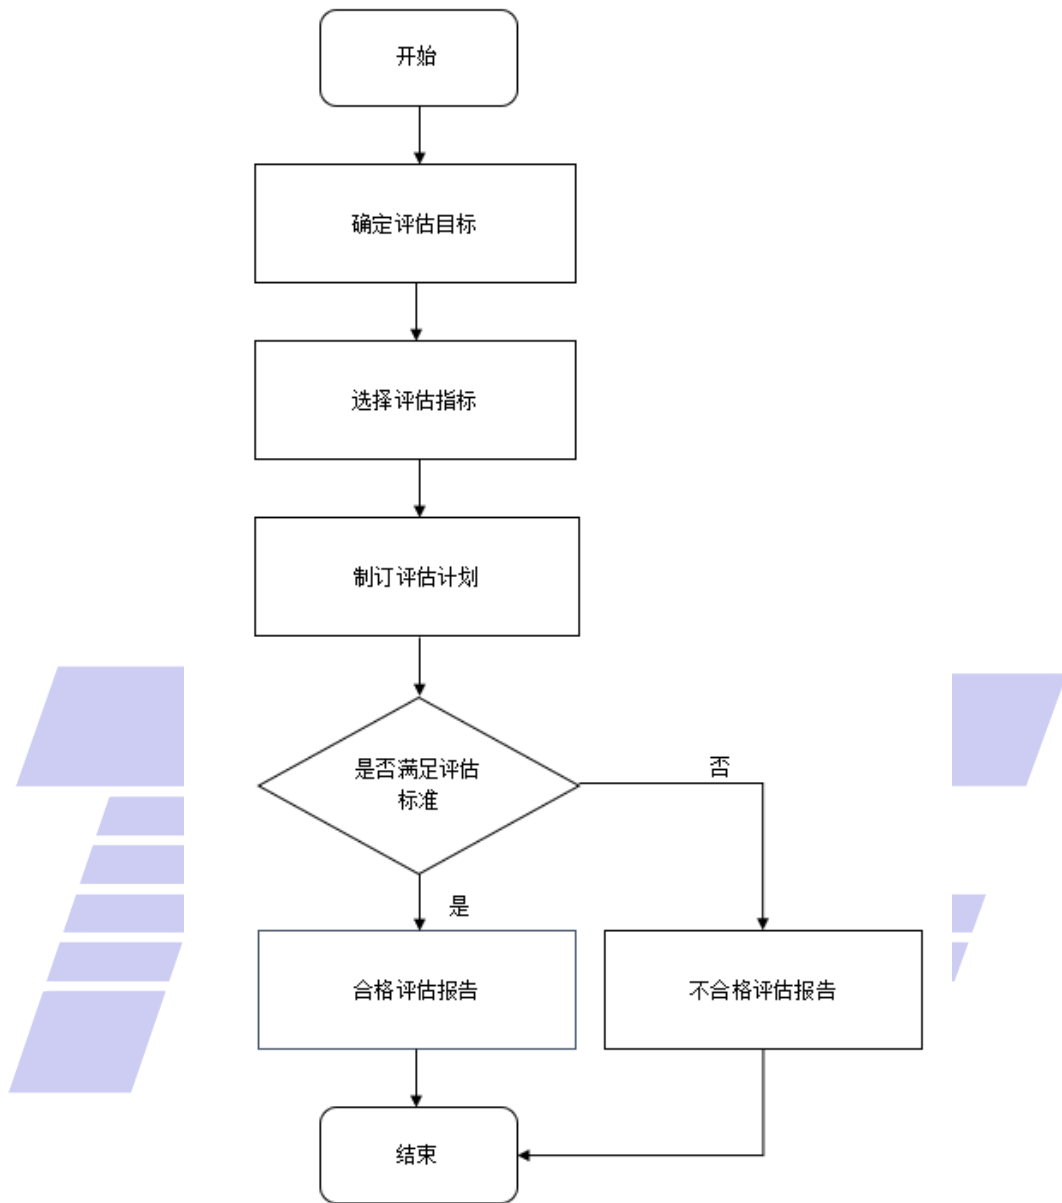 开始
确定评估目标
选择评估指标
制订评估计划
是否满足评估
标准
否
是
合格评估报告
不合格评估报告
结束